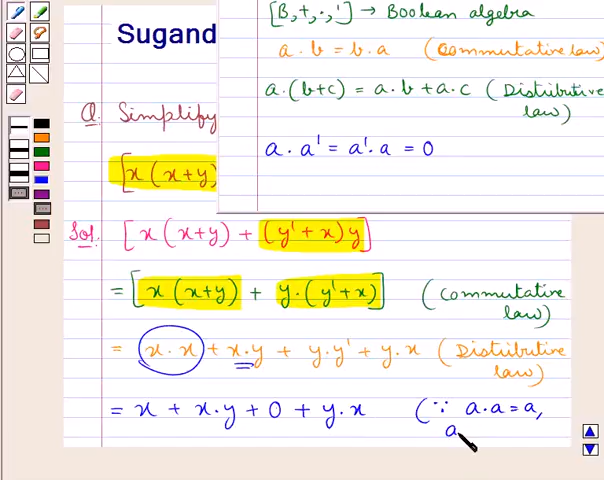 Sugand
[B, +, ·, '] → Boolean algebra
a · b = b · a (Commutative law)
a · (b+c) = a · b + a · c (Distributive
law)
a · a' = a' · a = 0
Q. Simplify
[x (x+y)
Sol. [x (x+y) + (y' + x) y]
= [x (x+y) + y · (y' + x)] (Commutative
law)
= x · x + x · y + y · y' + y · x (Distributive
law)
= x + x · y + 0 + y · x (∵ a · a = a,
a